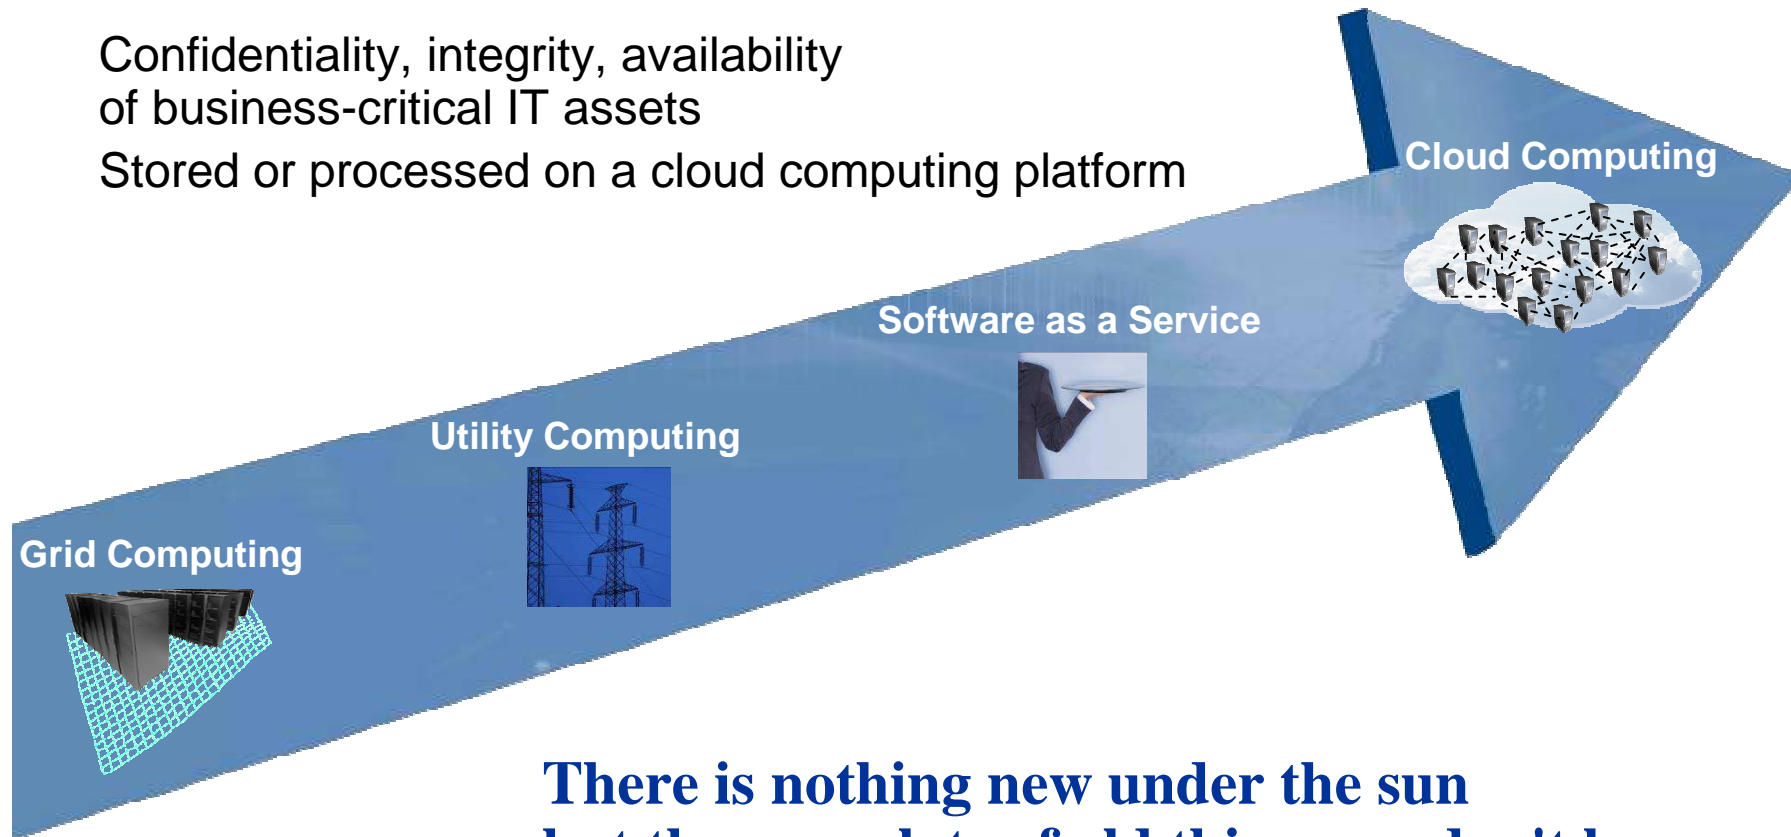 Confidentiality, integrity, availability
of business-critical IT assets
Stored or processed on a cloud computing platform
Cloud Computing
Software as a Service
Utility Computing
Grid Computing
There is nothing new under the sun